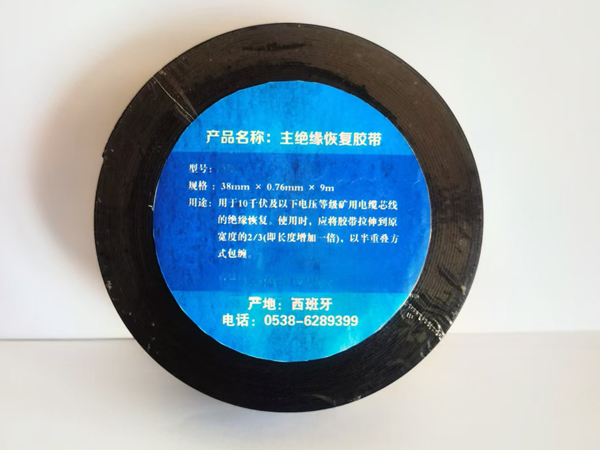 产品名称：主绝缘恢复胶带
型号：
规格：38mm × 0.76mm × 9m
用途：用于10千伏及以下电压等级矿用电缆芯线
的绝缘恢复。使用时，应将胶带拉伸到原
宽度的2/3(即长度增加一倍)，以半重叠方
式包缠。
产地：西班牙
电话：0538-6289399